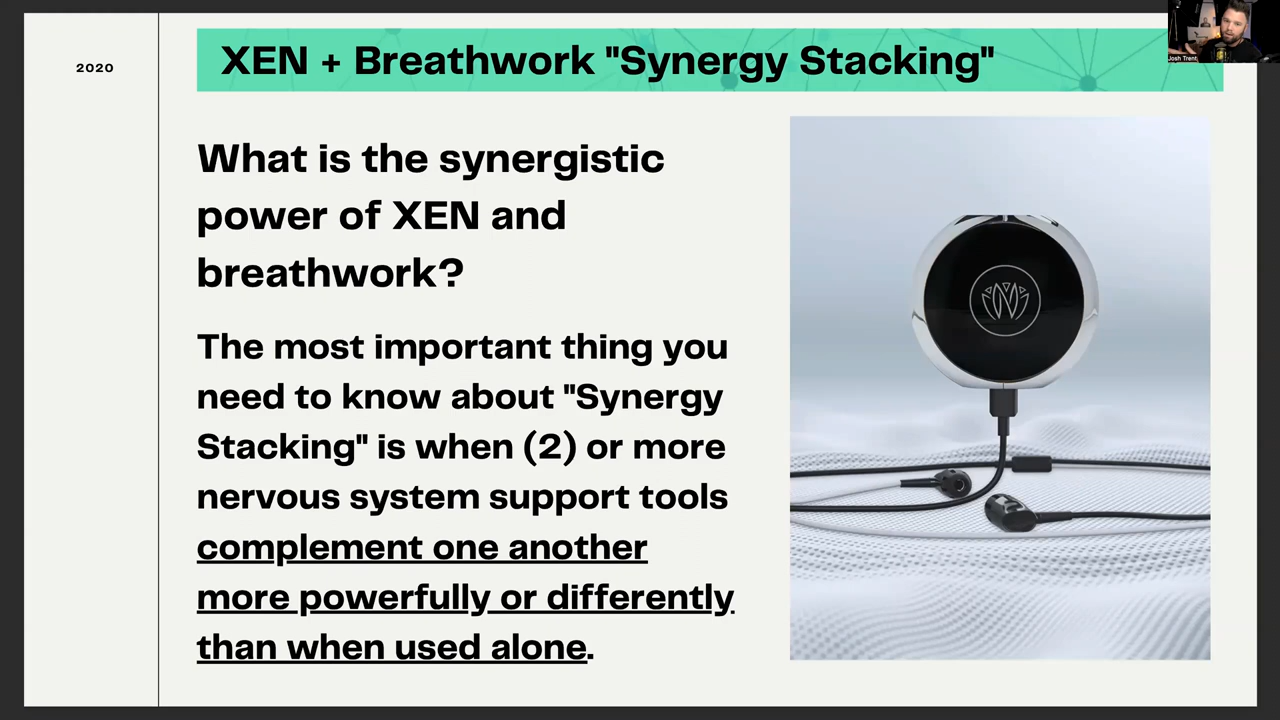 2020
XEN + Breathwork "Synergy Stacking"
Josh Trent
What is the synergistic
power of XEN and
breathwork?
The most important thing you
need to know about "Synergy
Stacking" is when (2) or more
nervous system support tools
complement one another
more powerfully or differently
than when used alone.